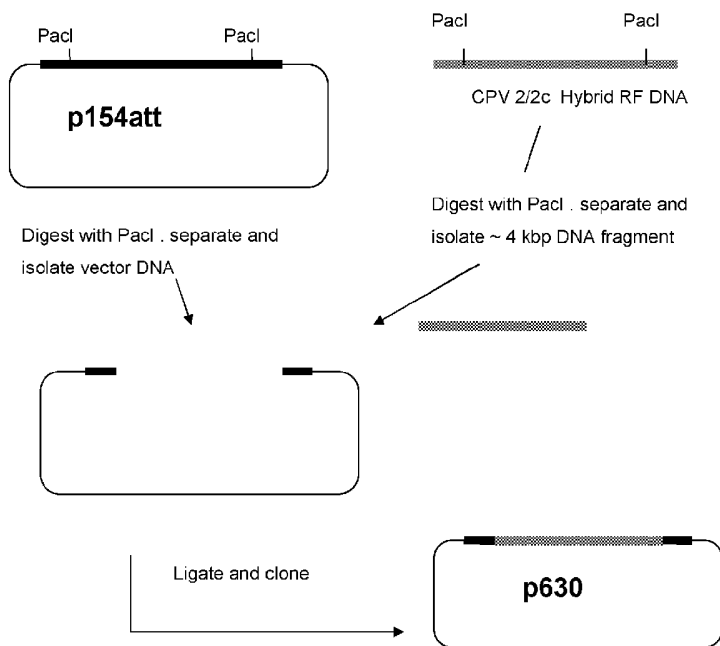 PacI PacI
p154att
PacI PacI
CPV 2/2c Hybrid RF DNA
Digest with PacI . separate and
isolate vector DNA
Digest with PacI . separate and
isolate ~ 4 kbp DNA fragment
Ligate and clone
p630